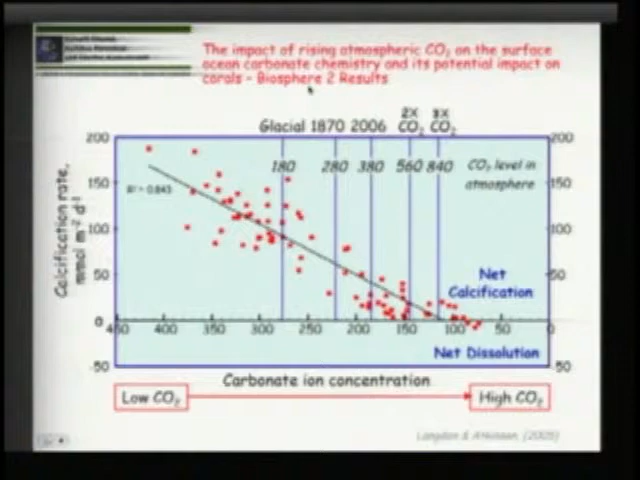 The impact of rising atmospheric CO₂ on the surface
ocean carbonate chemistry and its potential impact on
corals - Biosphere 2 Results
2X 3X
Glacial 1870 2006 CO₂ CO₂
200 200
180 280 380 560 840 CO₂ level in
atmosphere
150 150
R² = 0.843
100 100
Calcification rate,
mmol m⁻² d⁻¹
50 50
Net
Calcification
0 0
450 400 350 300 250 200 150 100 50 0
Net Dissolution
-50 50
Carbonate ion concentration
Low CO₂ High CO₂
Langdon & Atkinson, (2005)